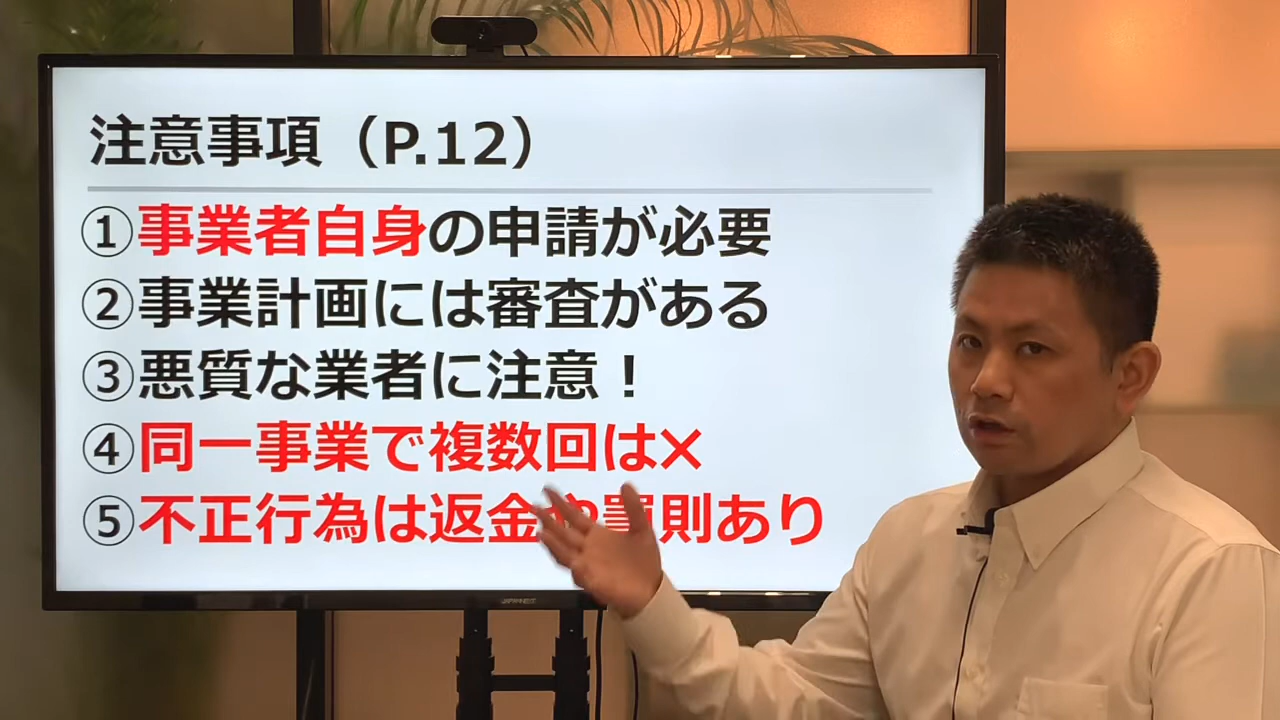 注意事項（P.12）
①事業者自身の申請が必要
②事業計画には審査がある
③悪質な業者に注意！
④同一事業で複数回は×
⑤不正行為は返金や罰則あり